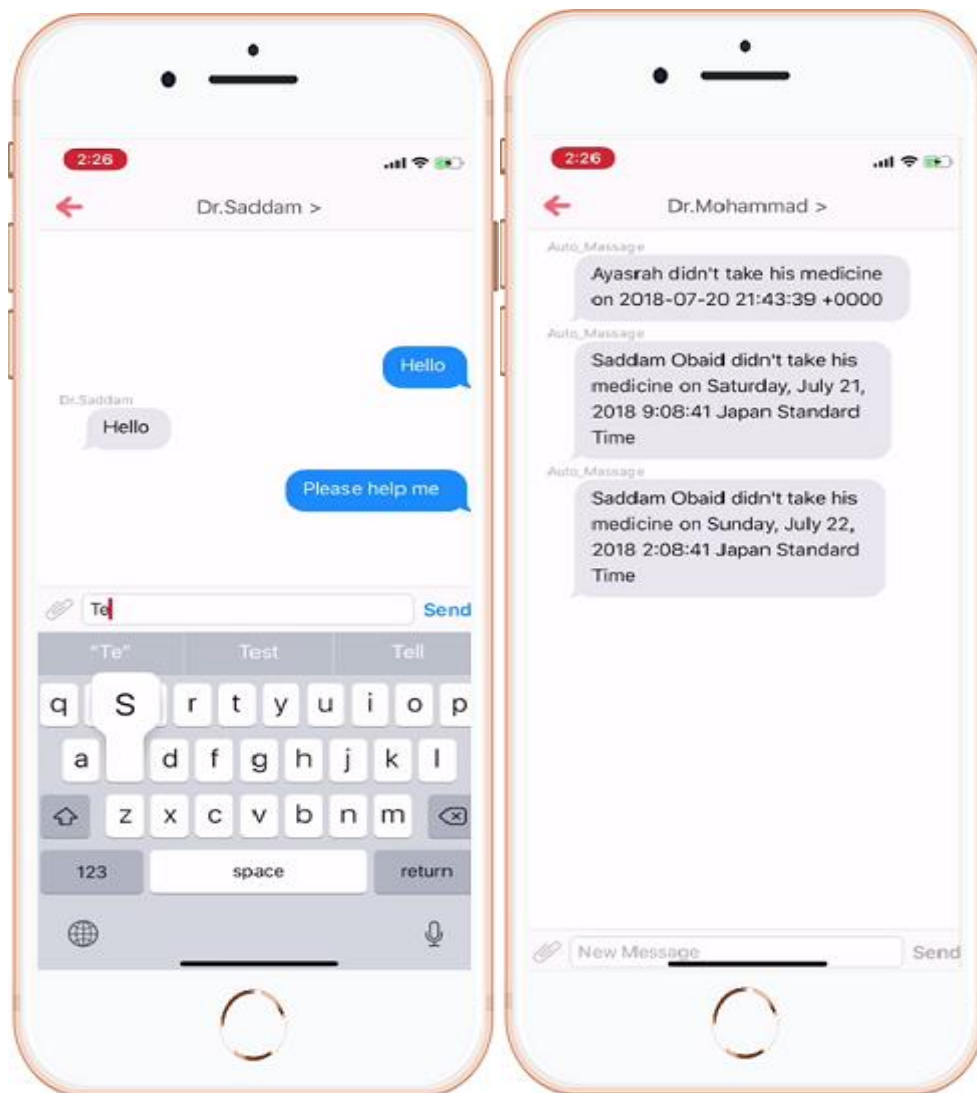 2:26
Dr.Saddam >
Hello
Dr.Saddam
Hello
Please help me
Te
Send
"Te" Test Tell
q S r t y u i o p
a d f g h j k l
z x c v b n m
123 space return
2:26
Dr.Mohammad >
Auto_Massage
Ayasrah didn't take his medicine
on 2018-07-20 21:43:39 +0000
Auto_Massage
Saddam Obaid didn't take his
medicine on Saturday, July 21,
2018 9:08:41 Japan Standard
Time
Auto_Massage
Saddam Obaid didn't take his
medicine on Sunday, July 22,
2018 2:08:41 Japan Standard
Time
New Message
Send